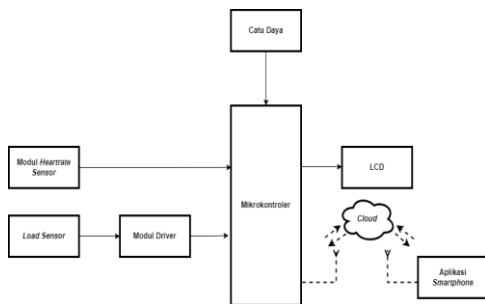 Catu Daya
Modul Heartrate
Sensor
Mikrokontroler
LCD
Load Sensor
Modul Driver
Cloud
Aplikasi
Smartphone